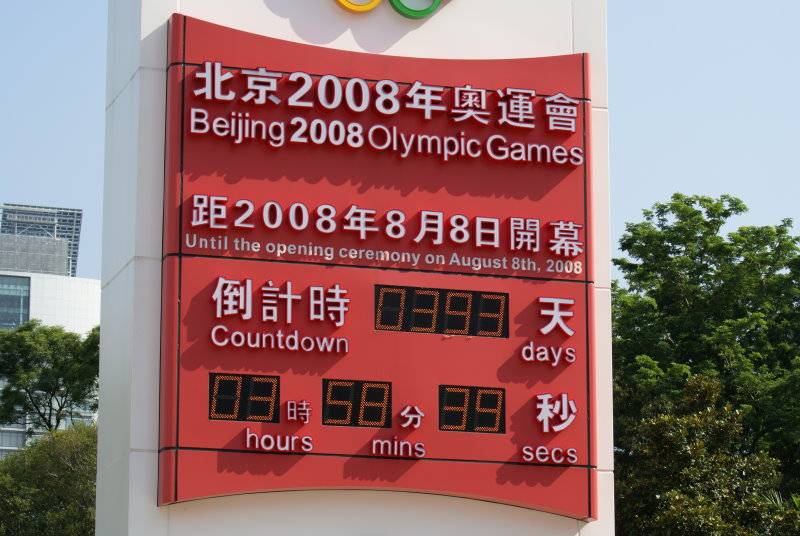 北京2008年奧運會
Beijing 2008 Olympic Games
距2008年8月8日開幕
Until the opening ceremony on August 8th, 2008
倒計時 0393 天
Countdown days
03 時 58 分 39 秒
hours mins secs